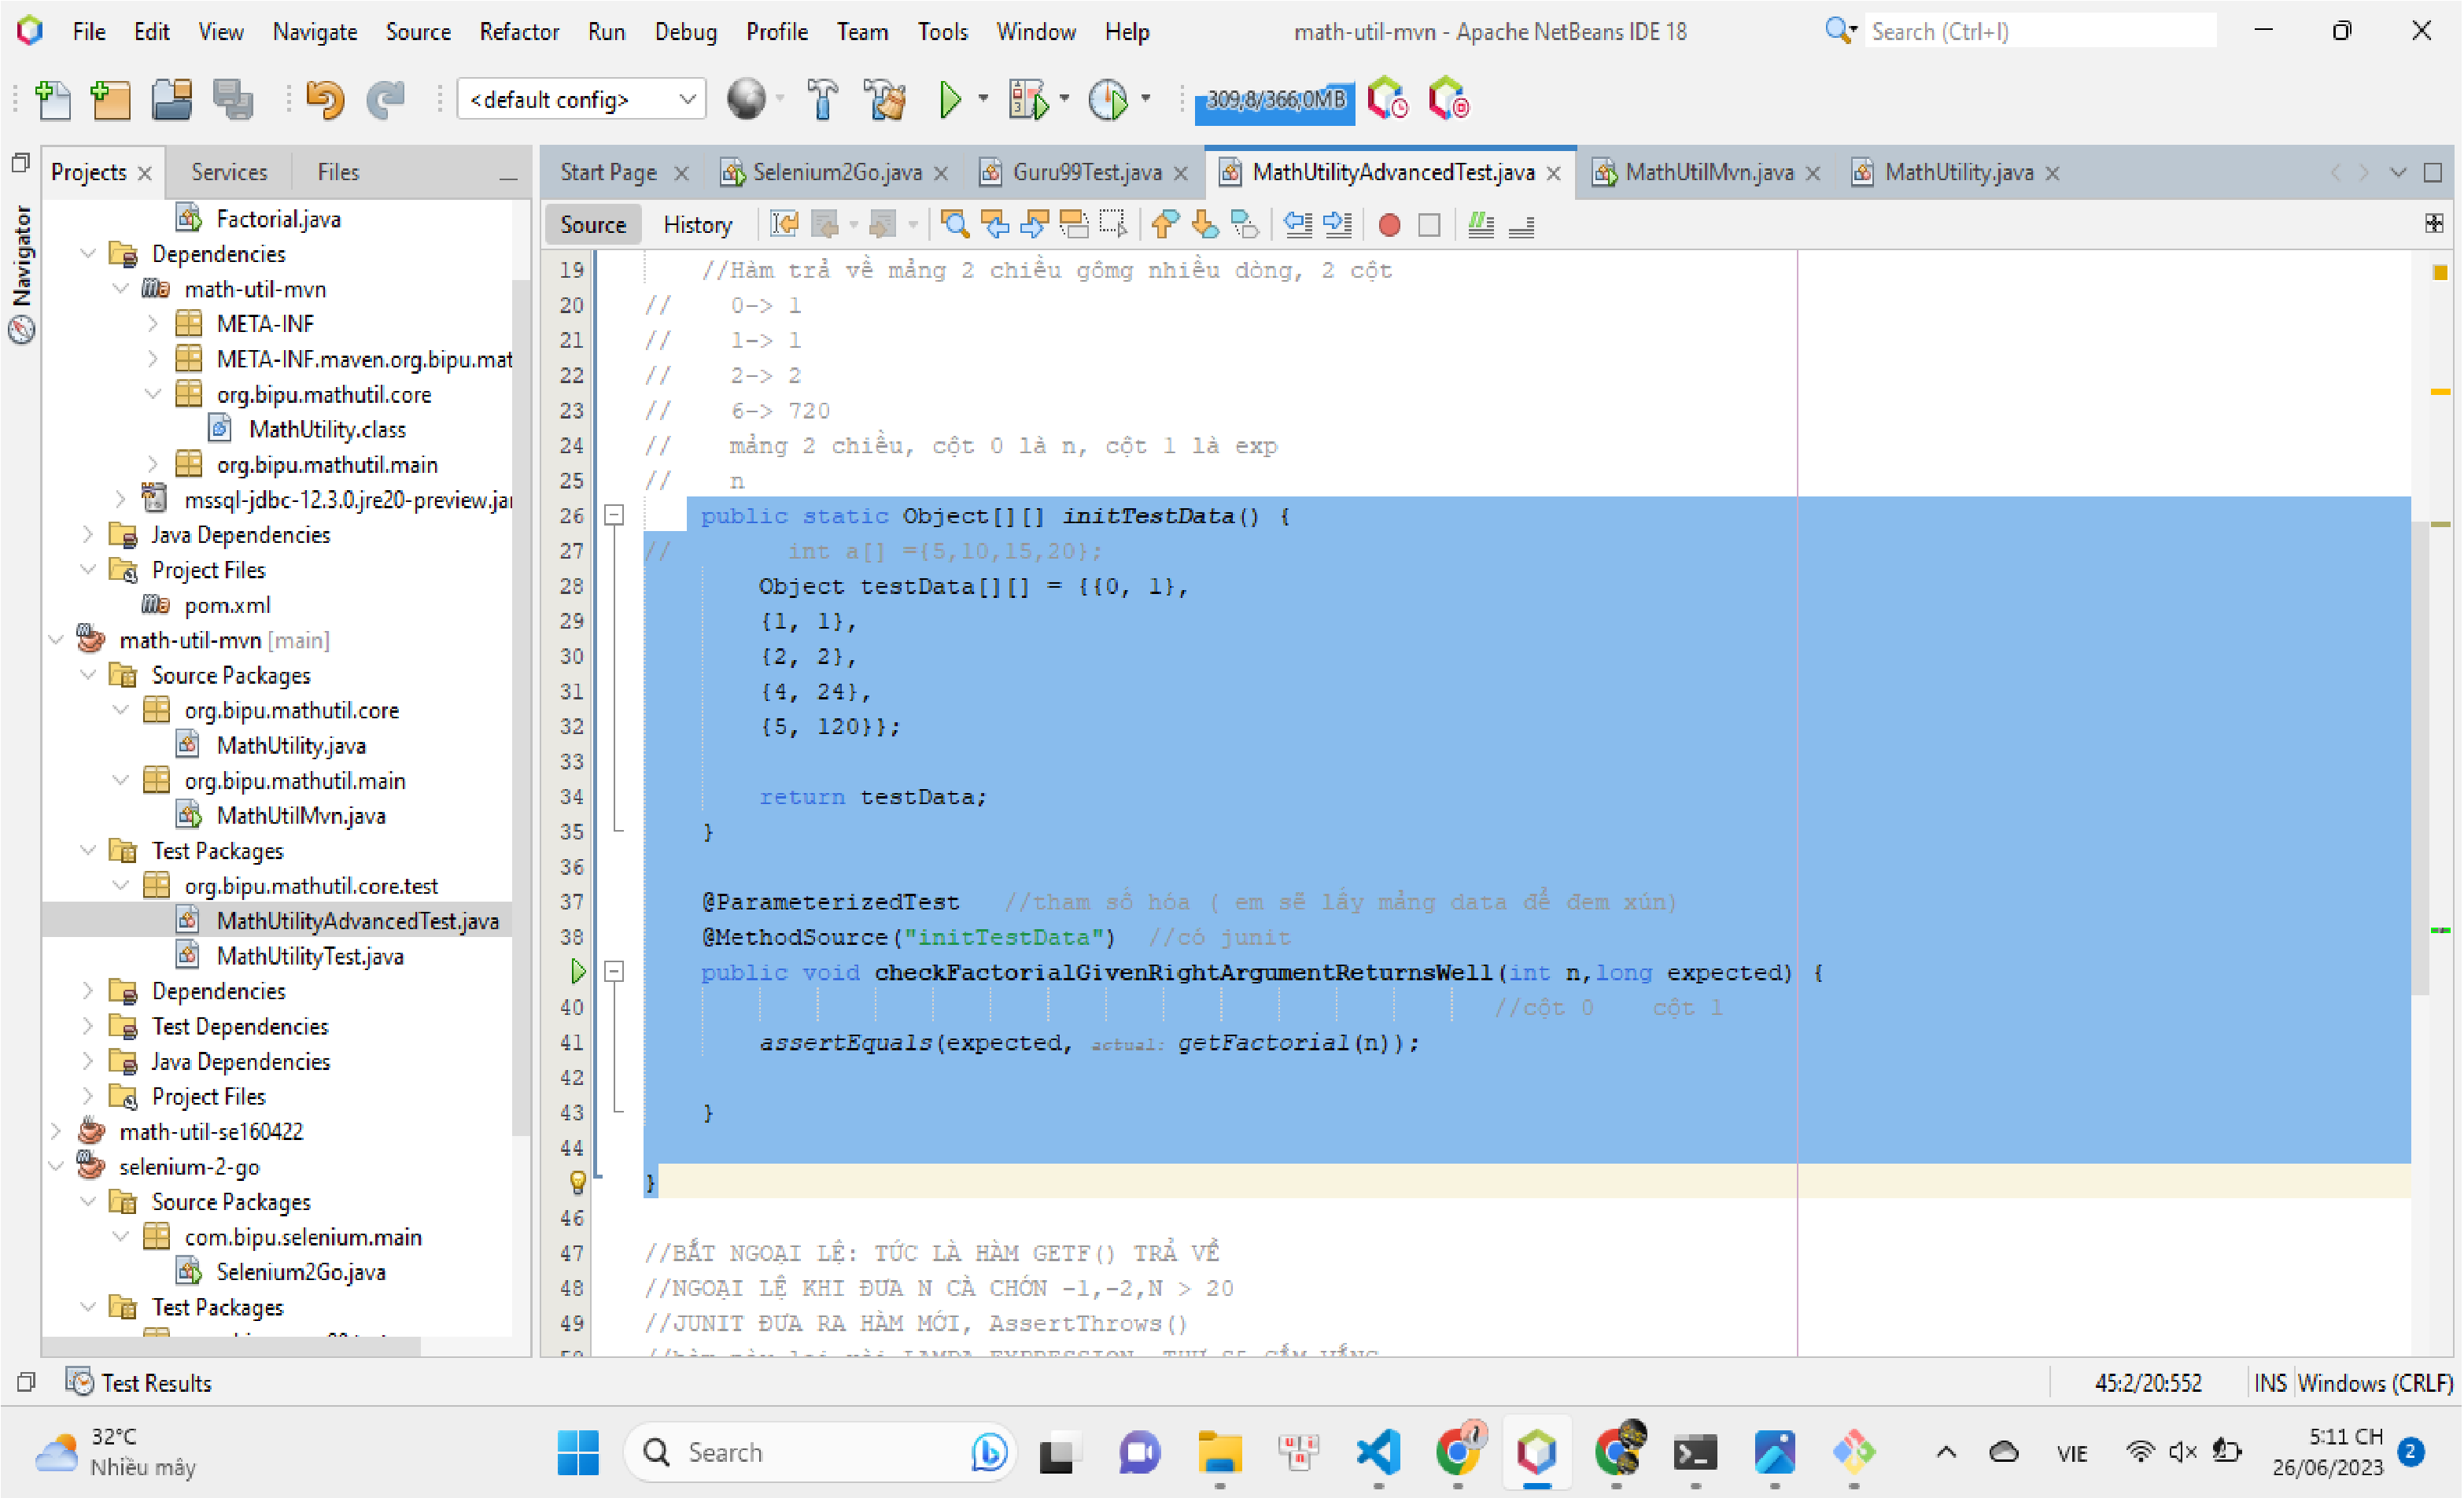 File Edit View Navigate Source Refactor Run Debug Profile Team Tools Window Help
math-util-mvn - Apache NetBeans IDE 18
Search (Ctrl+I)
<default config>
309,8/366,0MB
Navigator
Projects Services Files
Factorial.java
Dependencies
math-util-mvn
META-INF
META-INF.maven.org.bipu.mat
org.bipu.mathutil.core
MathUtility.class
org.bipu.mathutil.main
mssql-jdbc-12.3.0.jre20-preview.jar
Java Dependencies
Project Files
pom.xml
math-util-mvn [main]
Source Packages
org.bipu.mathutil.core
MathUtility.java
org.bipu.mathutil.main
MathUtilMvn.java
Test Packages
org.bipu.mathutil.core.test
MathUtilityAdvancedTest.java
MathUtilityTest.java
Dependencies
Test Dependencies
Java Dependencies
Project Files
math-util-se160422
selenium-2-go
Source Packages
com.bipu.selenium.main
Selenium2Go.java
Test Packages
Start Page Selenium2Go.java Guru99Test.java MathUtilityAdvancedTest.java MathUtilMvn.java MathUtility.java
Source History
19 //Hàm trả về mảng 2 chiều gômg nhiều dòng, 2 cột
20 // 0-> 1
21 // 1-> 1
22 // 2-> 2
23 // 6-> 720
24 // mảng 2 chiều, cột 0 là n, cột 1 là exp
25 // n
26 public static Object[][] initTestData() {
27 // int a[] ={5,10,15,20};
28 Object testData[][] = {{0, 1},
29 {1, 1},
30 {2, 2},
31 {4, 24},
32 {5, 120}};
33
34 return testData;
35 }
36
37 @ParameterizedTest //tham số hóa ( em sẽ lấy mảng data để đem xún)
38 @MethodSource("initTestData") //có junit
public void checkFactorialGivenRightArgumentReturnsWell(int n,long expected) {
40 //cột 0 cột 1
41 assertEquals(expected, actual: getFactorial(n));
42
43 }
44
}
46
47 //BẮT NGOẠI LỆ: TỨC LÀ HÀM GETF() TRẢ VỀ
48 //NGOẠI LỆ KHI ĐƯA N CÀ CHỚN -1,-2,N > 20
49 //JUNIT ĐƯA RA HÀM MỚI, AssertThrows()
Test Results
45:2/20:552 INS Windows (CRLF)
32°C
Nhiều mây
Search
VIE
5:11 CH
26/06/2023
2